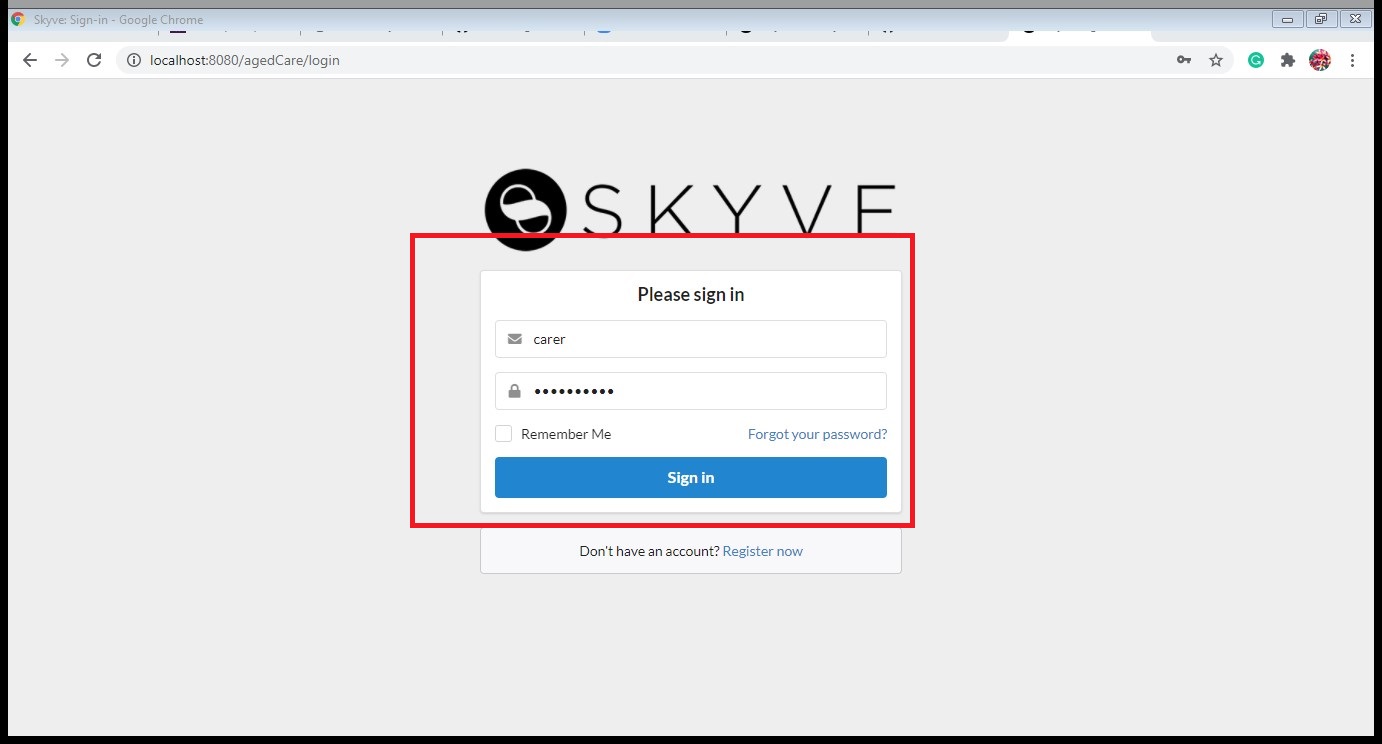 Skyve: Sign-in - Google Chrome
localhost:8080/agedCare/login
SKYVE
Please sign in
carer
••••••••••
Remember Me
Forgot your password?
Sign in
Don't have an account? Register now